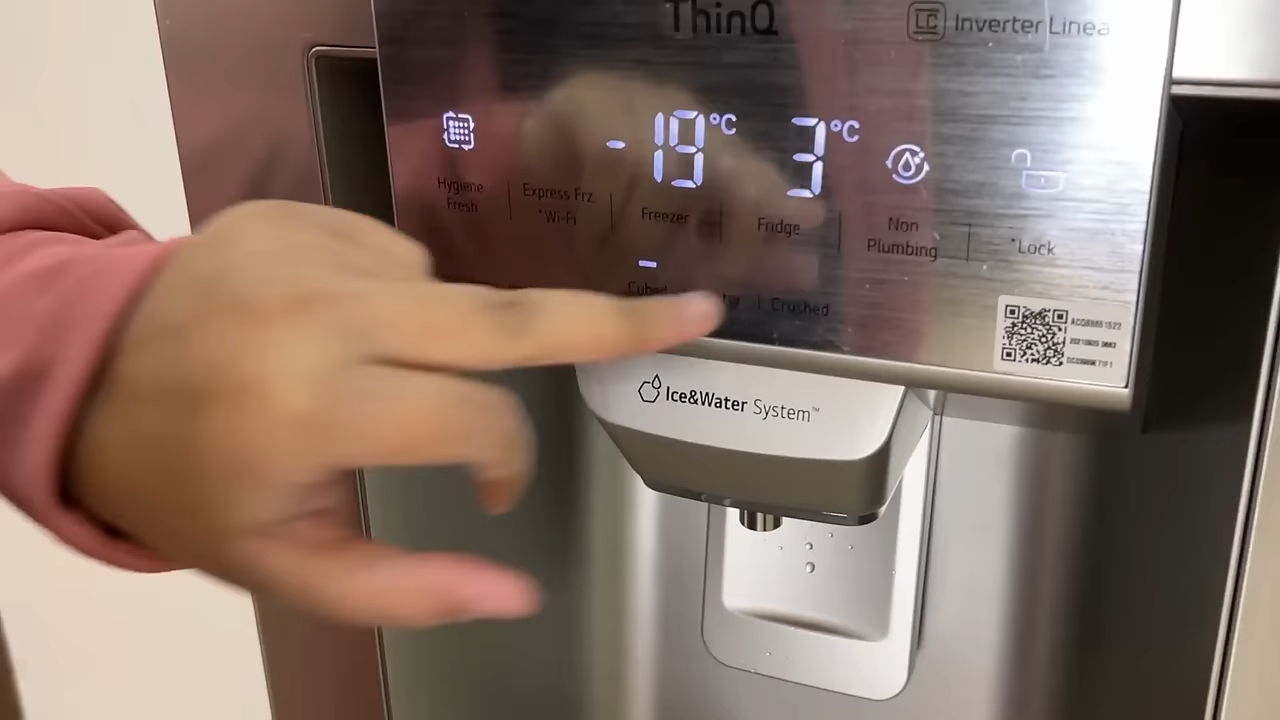 ThinQ
LC Inverter Linea
-19°C 3°C
Hygiene
Fresh
Express Frz.
*Wi-Fi
Freezer
Fridge
Non
Plumbing
*Lock
Cubed | Crushed
Ice&Water System™